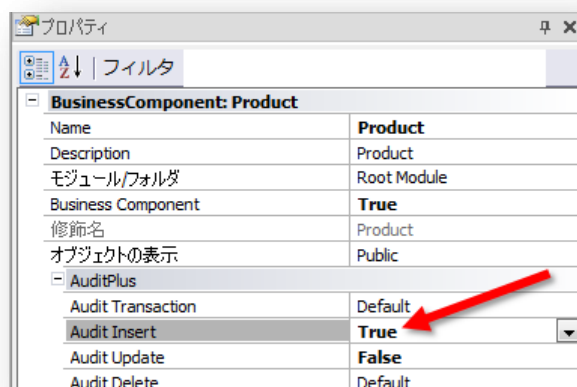 プロパティ
フィルタ
BusinessComponent: Product
Name Product
Description Product
モジュール/フォルダ Root Module
Business Component True
修飾名 Product
オブジェクトの表示 Public
AuditPlus
Audit Transaction Default
Audit Insert True
Audit Update False
Audit Delete Default